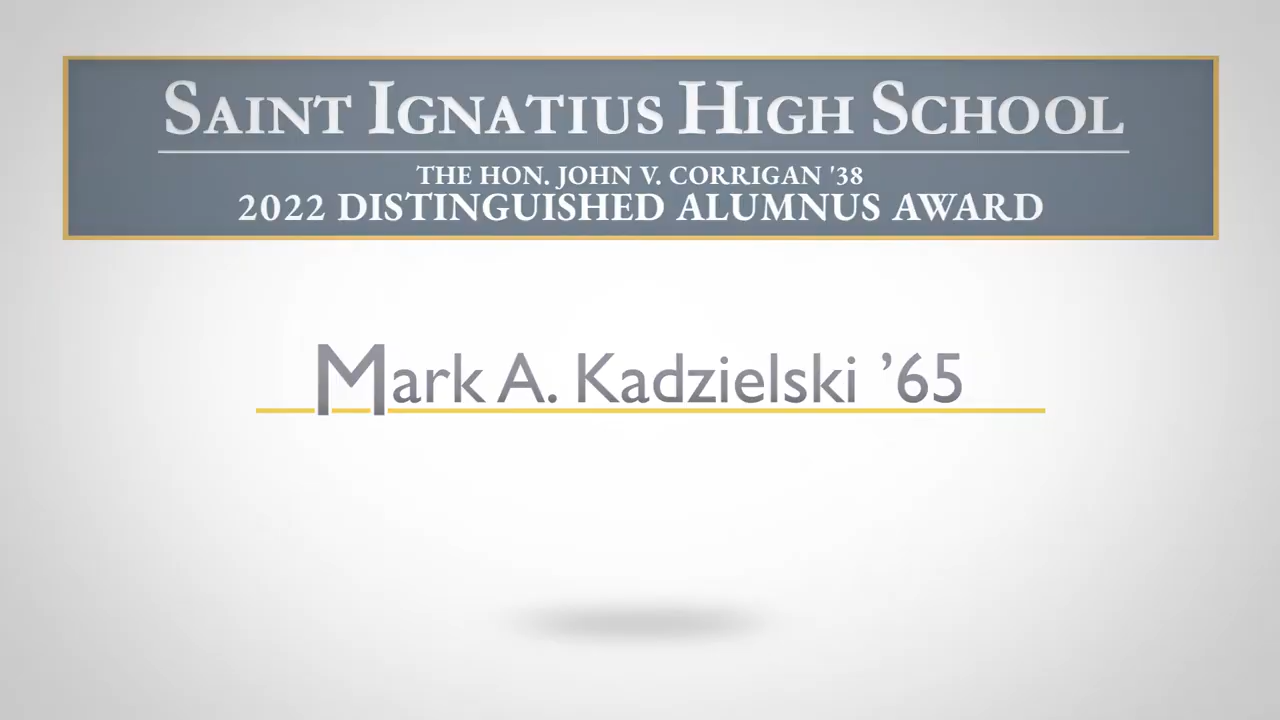 SAINT IGNATIUS HIGH SCHOOL
THE HON. JOHN V. CORRIGAN '38
2022 DISTINGUISHED ALUMNUS AWARD
Mark A. Kadzielski ’65